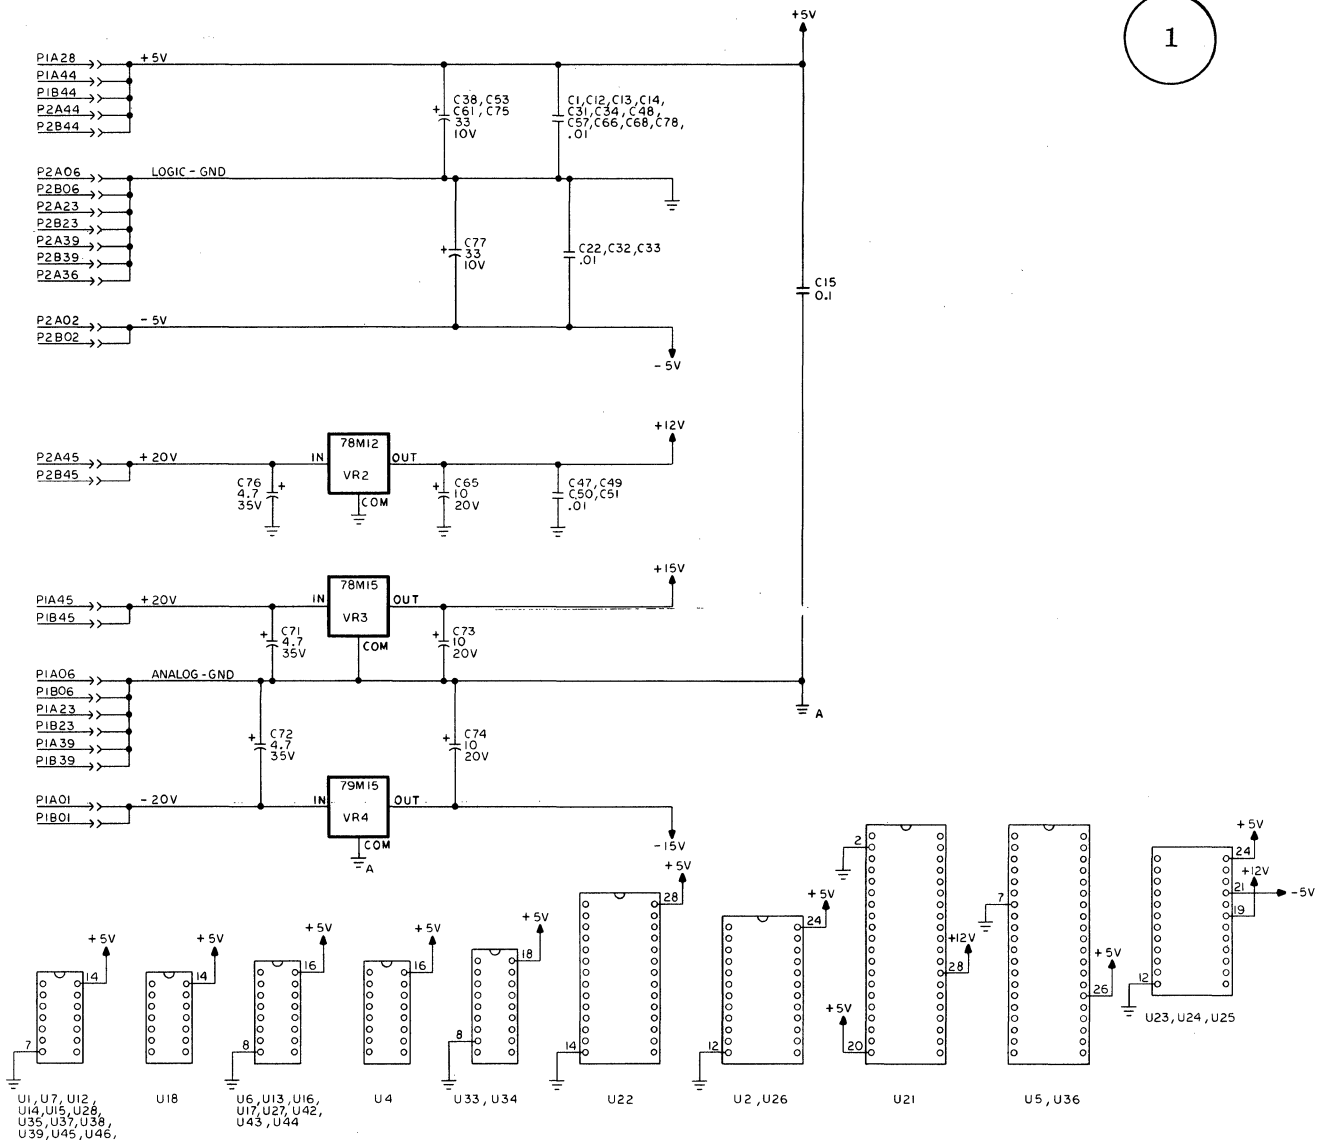 1
+5V
P1A28
P1A44
P1B44
P2A44
P2B44
+5V
C38, C53
C61, C75
33
10V
C1, C12, C13, C14,
C31, C34, C48,
C57, C66, C68, C78,
.01
P2A06
P2B06
P2A23
P2B23
P2A39
P2B39
P2A36
LOGIC - GND
C77
33
10V
C22, C32, C33
.01
C15
0.1
P2A02
P2B02
- 5V
- 5V
P2A45
P2B45
+ 20V
C76
4.7
35V
IN
78M12
VR2
OUT
COM
C65
10
20V
C47, C49
C50, C51
.01
+12V
P1A45
P1B45
+20V
C71
4.7
35V
IN
78M15
VR3
OUT
COM
C73
10
20V
+15V
P1A06
P1B06
P1A23
P1B23
P1A39
P1B39
ANALOG - GND
A
C72
4.7
35V
C74
10
20V
P1A01
P1B01
- 20V
IN
79M15
VR4
OUT
COM
A
-15V
+5V
14
7
U1, U7, U12,
U14, U15, U28,
U35, U37, U38,
U39, U45, U46,
+5V
14
U18
+5V
16
8
U6, U13, U16,
U17, U27, U42,
U43, U44
+5V
16
U4
+5V
18
8
U33, U34
+5V
28
14
U22
+5V
24
12
U2, U26
2
+12V
28
+5V
20
U21
7
+5V
26
U5, U36
+5V
24
+12V
21
-5V
19
12
U23, U24, U25